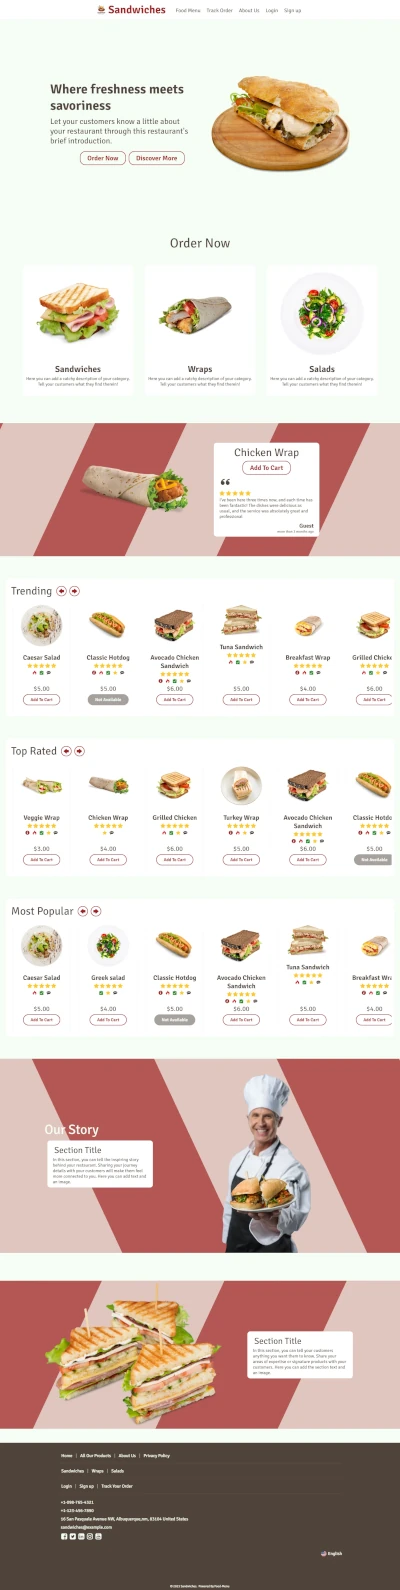 Sandwiches
Food Menu Track Order About Us Login Sign up
Where freshness meets
savoriness
Let your customers know a little about
your restaurant through this restaurant's
brief introduction.
Order Now Discover More
Order Now
Sandwiches
Here you can add a catchy description of your category.
Tell your customers what they find therein!
Wraps
Here you can add a catchy description of your category.
Tell your customers what they find therein!
Salads
Here you can add a catchy description of your category.
Tell your customers what they find therein!
Chicken Wrap
Add To Cart
I've been here three times now, and each time has
been fantastic! The dishes were delicious as
usual, and the service was absolutely great and
professional
Guest
more than 2 months ago
Trending
Caesar Salad
$5.00
Add To Cart
Classic Hotdog
$5.00
Not Available
Avocado Chicken
Sandwich
$6.00
Add To Cart
Tuna Sandwich
$5.00
Add To Cart
Breakfast Wrap
$4.00
Add To Cart
Grilled Chicke
$6.00
Add To Cart
Top Rated
Veggie Wrap
$3.00
Add To Cart
Chicken Wrap
$4.00
Add To Cart
Grilled Chicken
$6.00
Add To Cart
Turkey Wrap
$5.00
Add To Cart
Avocado Chicken
Sandwich
$6.00
Add To Cart
Classic Hotdo
$5.00
Not Available
Most Popular
Caesar Salad
$5.00
Add To Cart
Greek salad
$4.00
Add To Cart
Classic Hotdog
$5.00
Not Available
Avocado Chicken
Sandwich
$6.00
Add To Cart
Tuna Sandwich
$5.00
Add To Cart
Breakfast Wra
$4.00
Add To Cart
Our Story
Section Title
In this section, you can tell the inspiring story
behind your restaurant. Sharing your journey
details with your customers will make them feel
more connected to you. Here you can add text and
an image.
Section Title
In this section, you can tell your customers
anything you want them to know. Share your
areas of expertise or signature products with your
customers. Here you can add the section text and
an image.
Home | All Our Products | About Us | Privacy Policy
Sandwiches | Wraps | Salads
Login | Sign up | Track Your Order
+1-098-765-4321
+1-123-456-7890
16 San Pasquale Avenue NW, Albuquerque,nm, 03104 United States
sandwiches@example.com
English